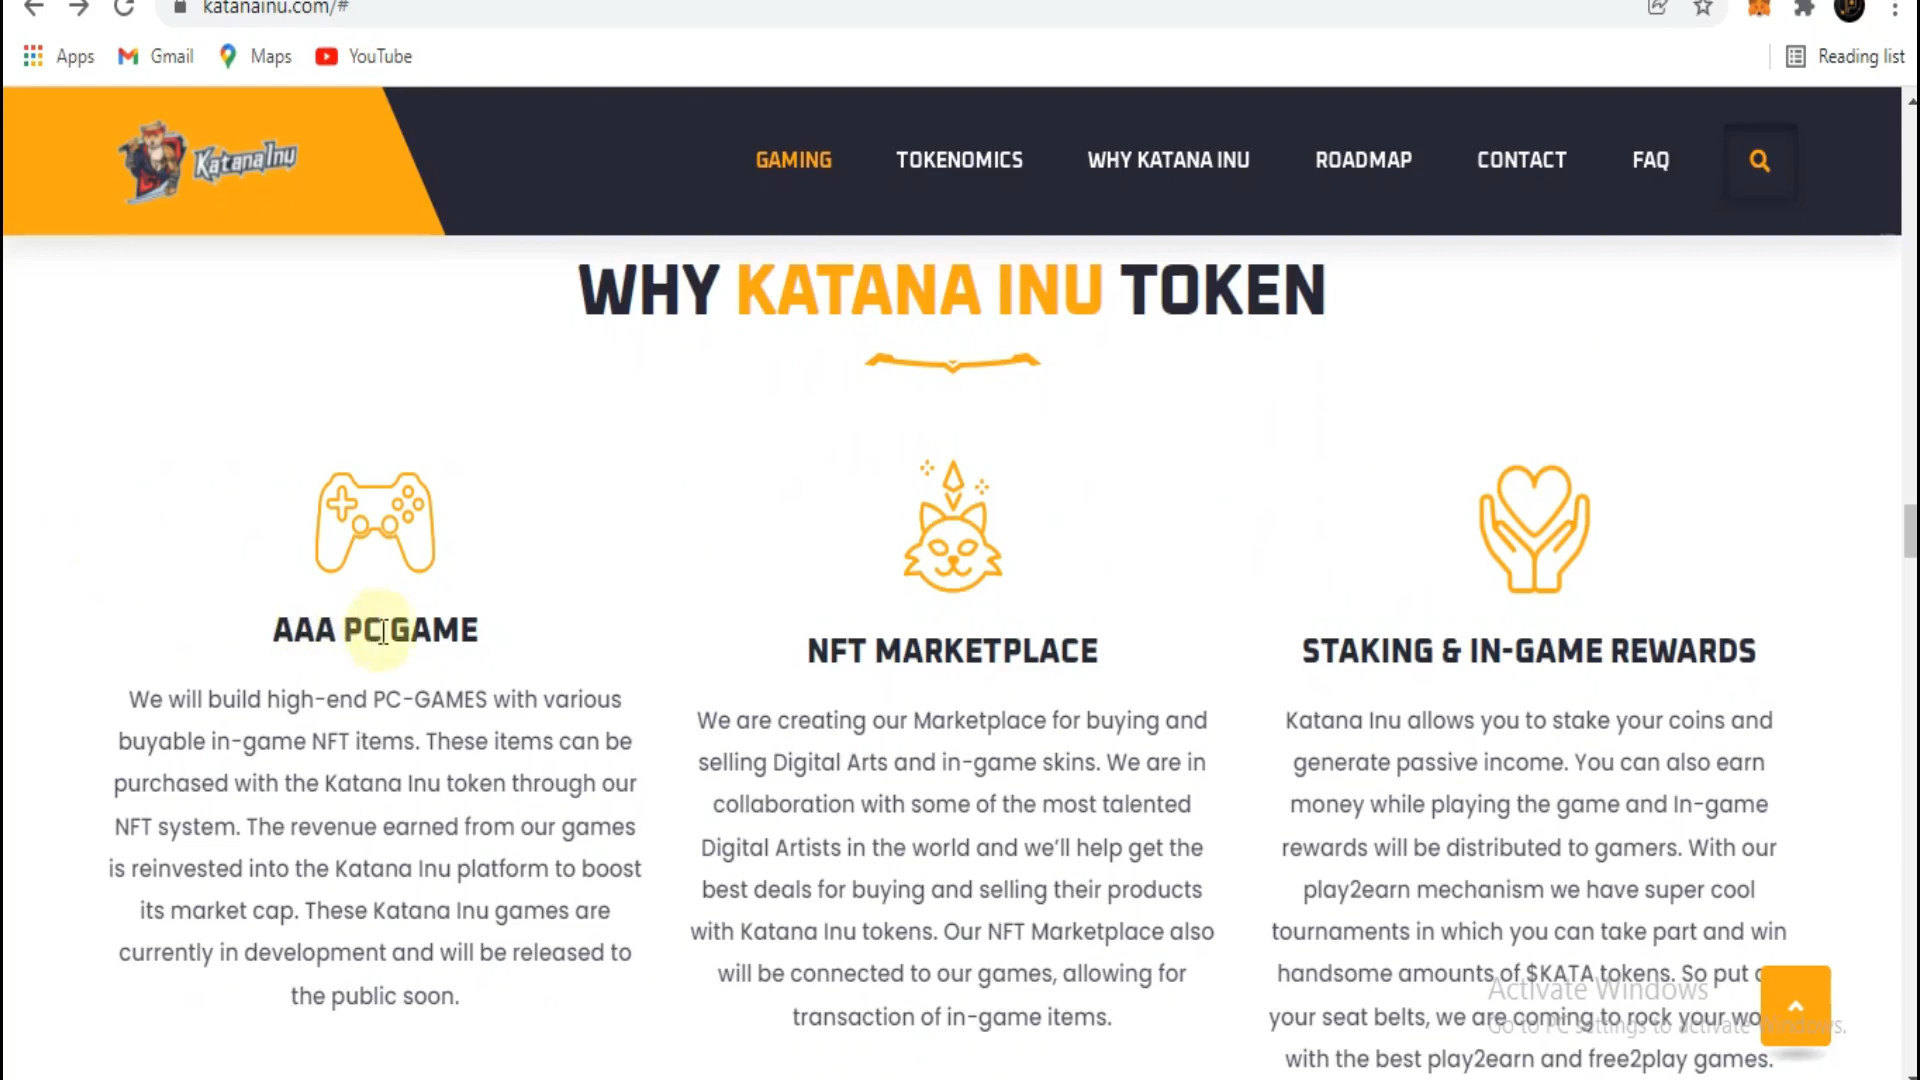 katanainu.com/#
Apps Gmail Maps YouTube Reading list
KatanaInu GAMING TOKENOMICS WHY KATANA INU ROADMAP CONTACT FAQ
WHY KATANA INU TOKEN
AAA PC GAME
We will build high-end PC-GAMES with various
buyable in-game NFT items. These items can be
purchased with the Katana Inu token through our
NFT system. The revenue earned from our games
is reinvested into the Katana Inu platform to boost
its market cap. These Katana Inu games are
currently in development and will be released to
the public soon.
NFT MARKETPLACE
We are creating our Marketplace for buying and
selling Digital Arts and in-game skins. We are in
collaboration with some of the most talented
Digital Artists in the world and we'll help get the
best deals for buying and selling their products
with Katana Inu tokens. Our NFT Marketplace also
will be connected to our games, allowing for
transaction of in-game items.
STAKING & IN-GAME REWARDS
Katana Inu allows you to stake your coins and
generate passive income. You can also earn
money while playing the game and In-game
rewards will be distributed to gamers. With our
play2earn mechanism we have super cool
tournaments in which you can take part and win
handsome amounts of $KATA tokens. So put
your seat belts, we are coming to rock your
with the best play2earn and free2play games.
Activate Windows
Go to PC settings to activate Windows.